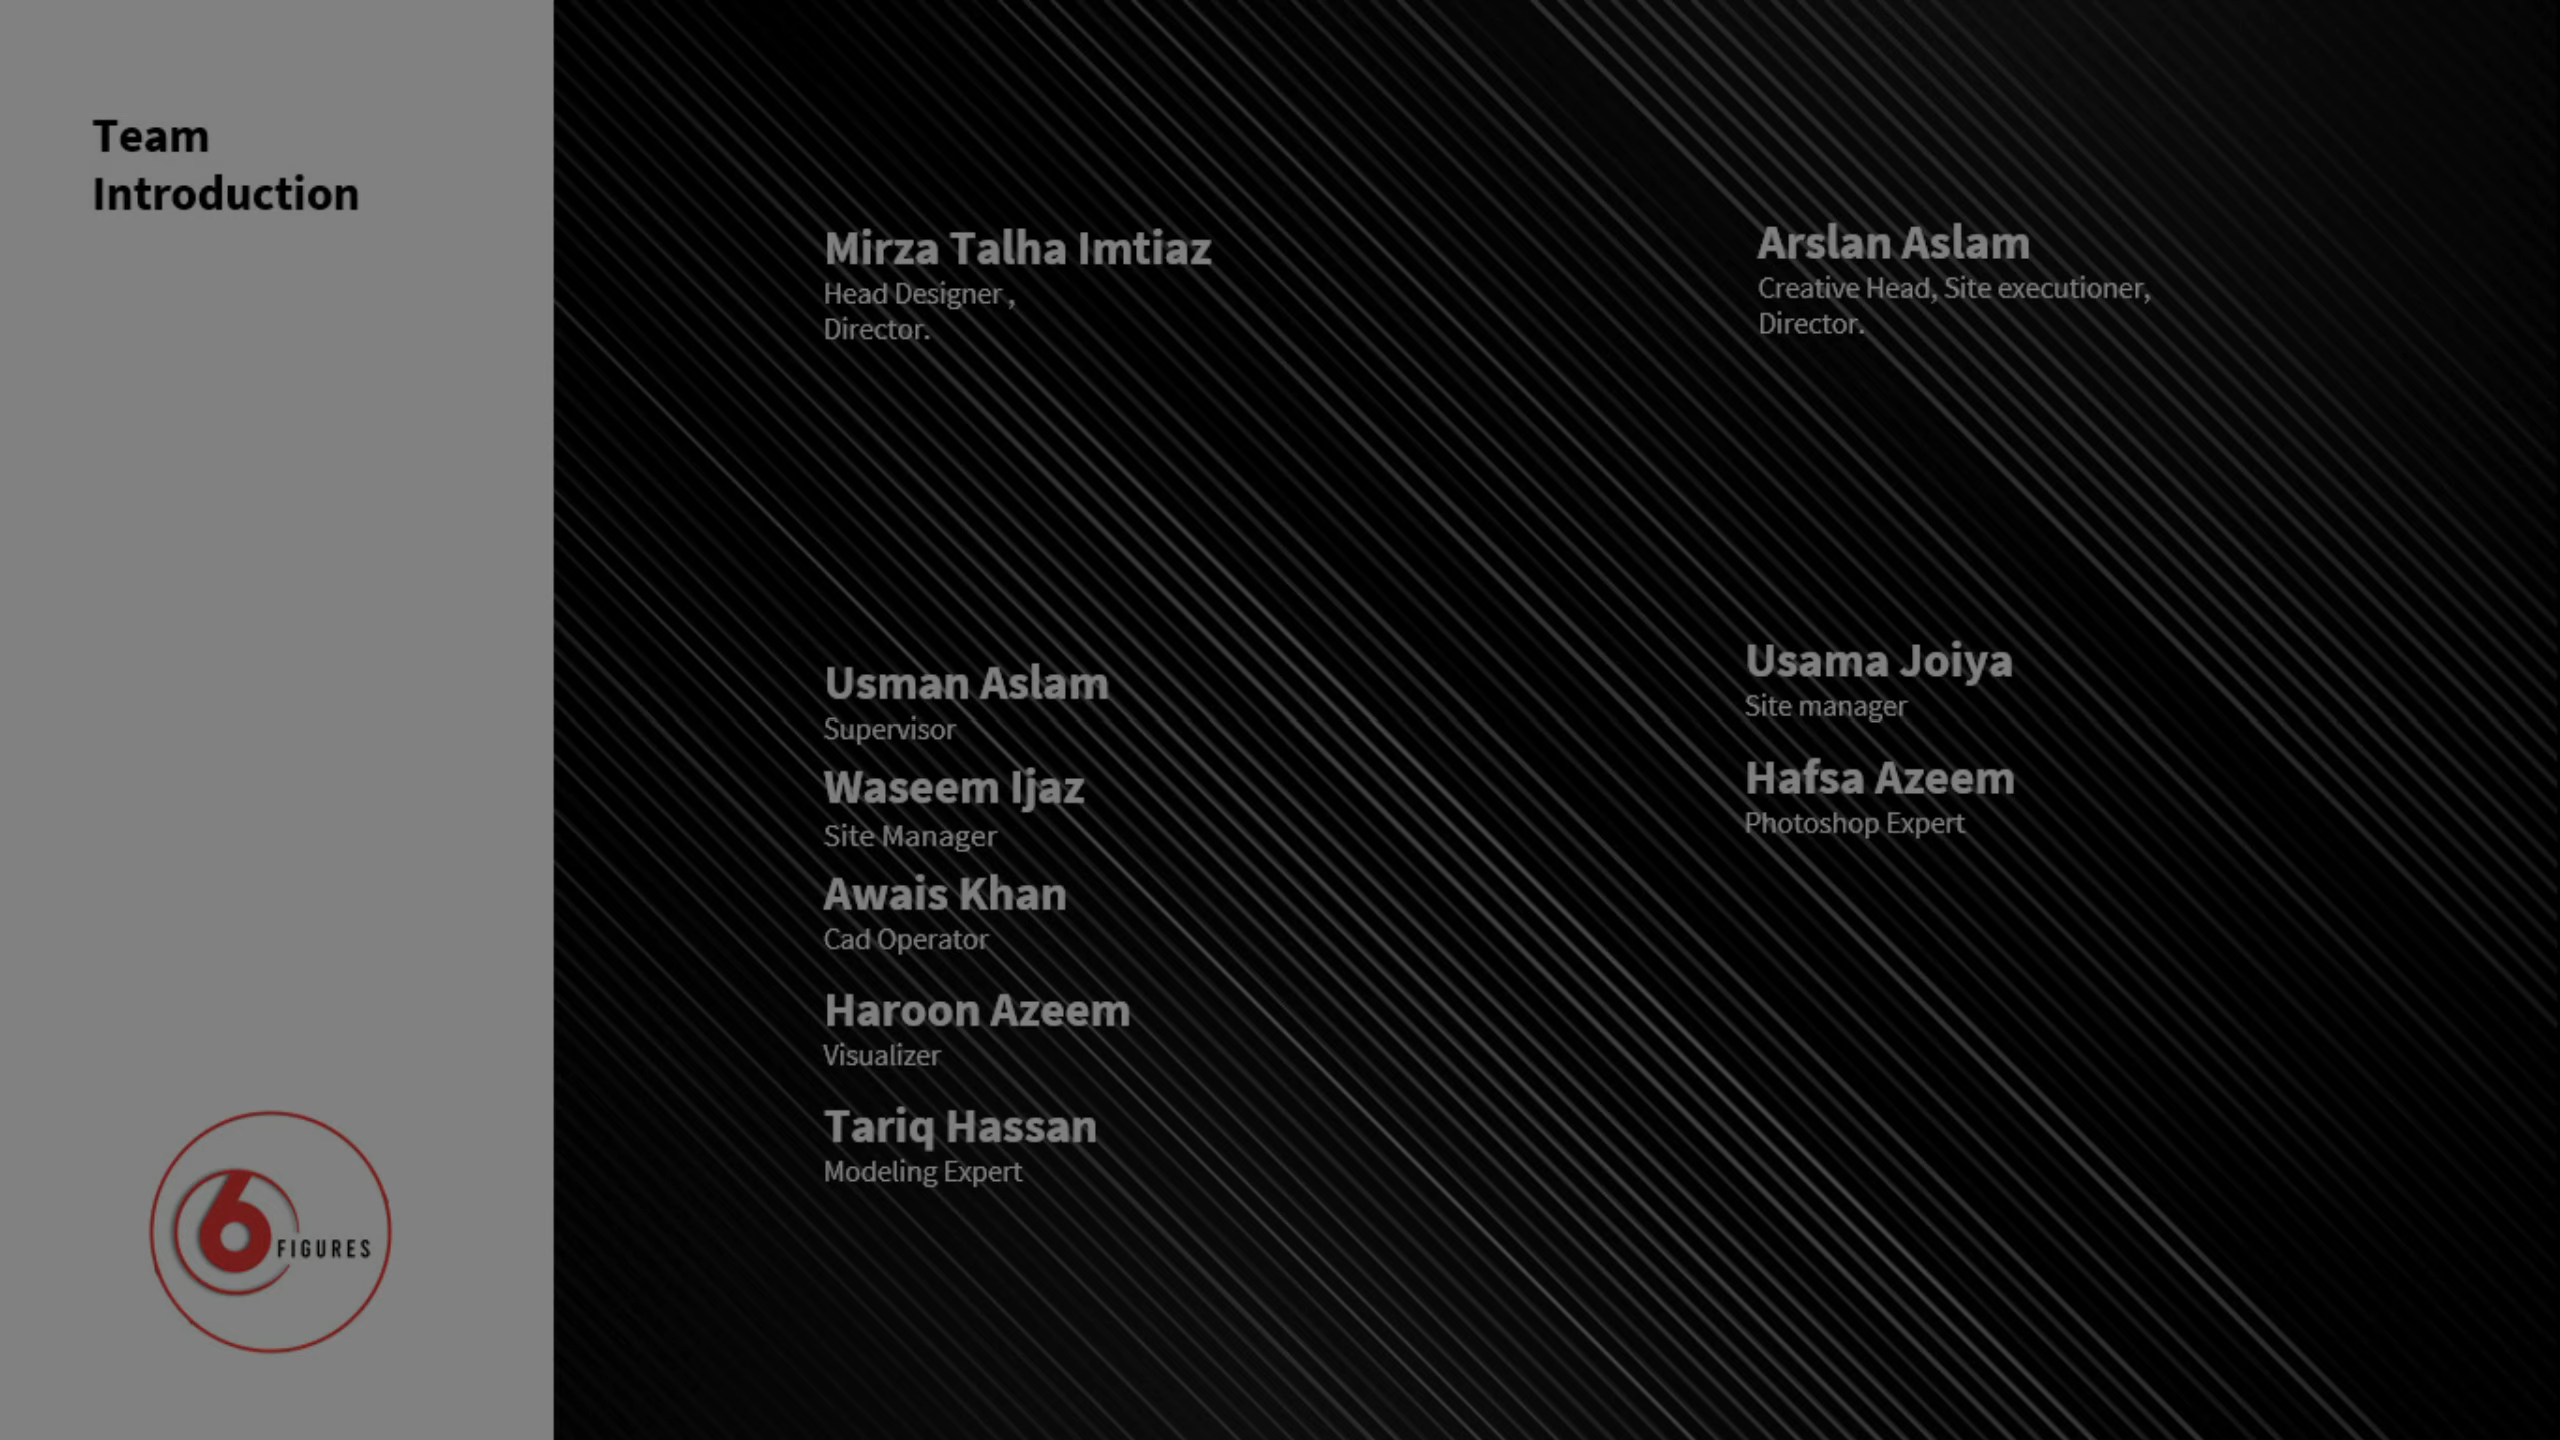 Team
Introduction
Mirza Talha Imtiaz
Head Designer ,
Director.
Arslan Aslam
Creative Head, Site executioner,
Director.
Usman Aslam
Supervisor
Waseem Ijaz
Site Manager
Awais Khan
Cad Operator
Haroon Azeem
Visualizer
Tariq Hassan
Modeling Expert
Usama Joiya
Site manager
Hafsa Azeem
Photoshop Expert
6 FIGURES